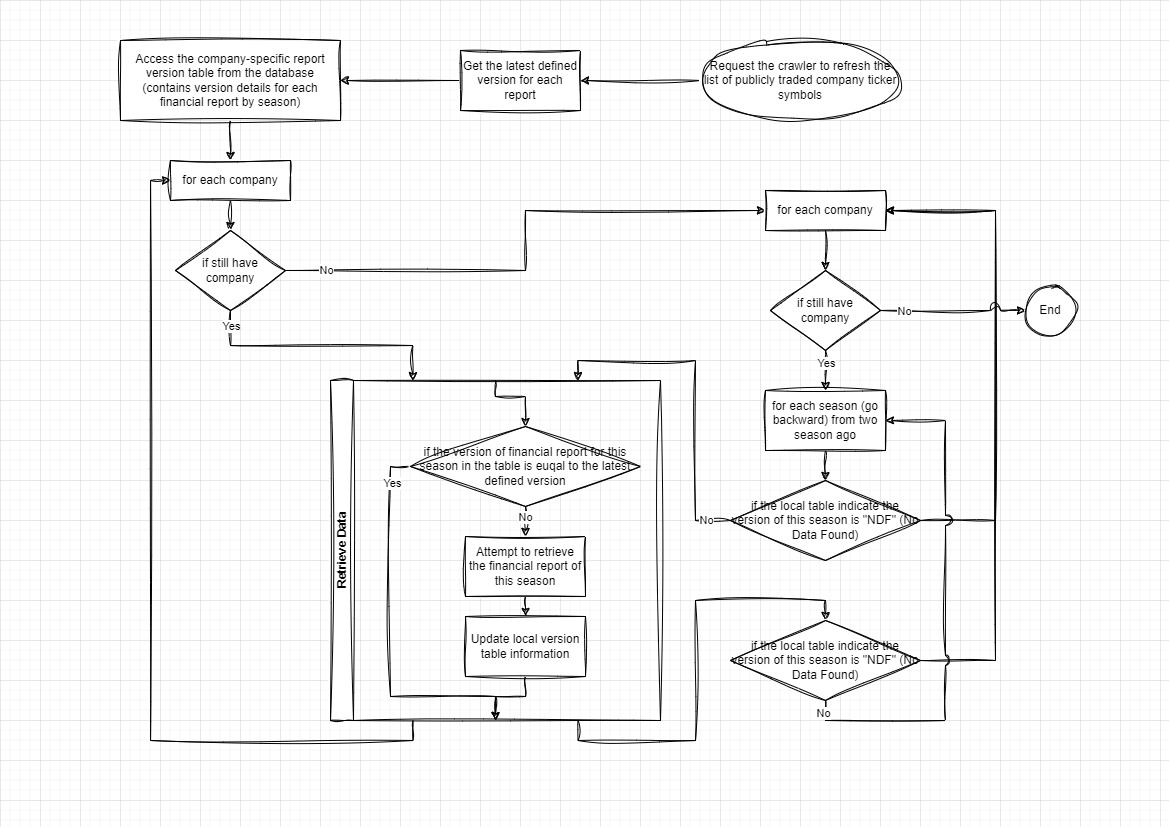 Access the company-specific report
version table from the database
(contains version details for each
financial report by season)
Get the latest defined
version for each
report
Request the crawler to refresh the
list of publicly traded company ticker
symbols
for each company
if still have
company
No
Yes
for each company
if still have
company
No
End
Yes
for each season (go
backward) from two
season ago
if the local table indicate the
version of this season is "NDF" (No
Data Found)
No
Retrieve Data
if the version of financial report for this
season in the table is euqal to the latest
defined version
Yes
No
Attempt to retrieve
the financial report of
this season
Update local version
table information
if the local table indicate the
version of this season is "NDF" (No
Data Found)
No